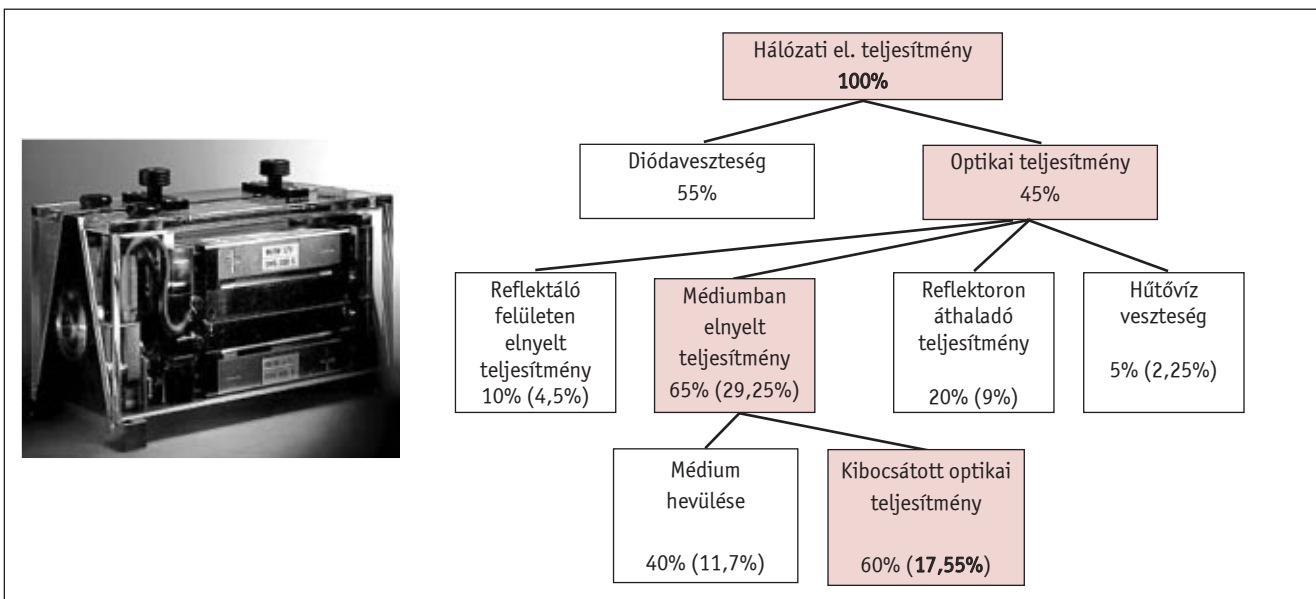 Hálózati el. teljesítmény
100%
Diódaveszteség
55%
Optikai teljesítmény
45%
Reflektáló
felületen
elnyelt
teljesítmény
10% (4,5%)
Médiumban
elnyelt
teljesítmény
65% (29,25%)
Reflektoron
áthaladó
teljesítmény
20% (9%)
Hűtővíz
veszteség
5% (2,25%)
Médium
hevülése
40% (11,7%)
Kibocsátott optikai
teljesítmény
60% (17,55%)